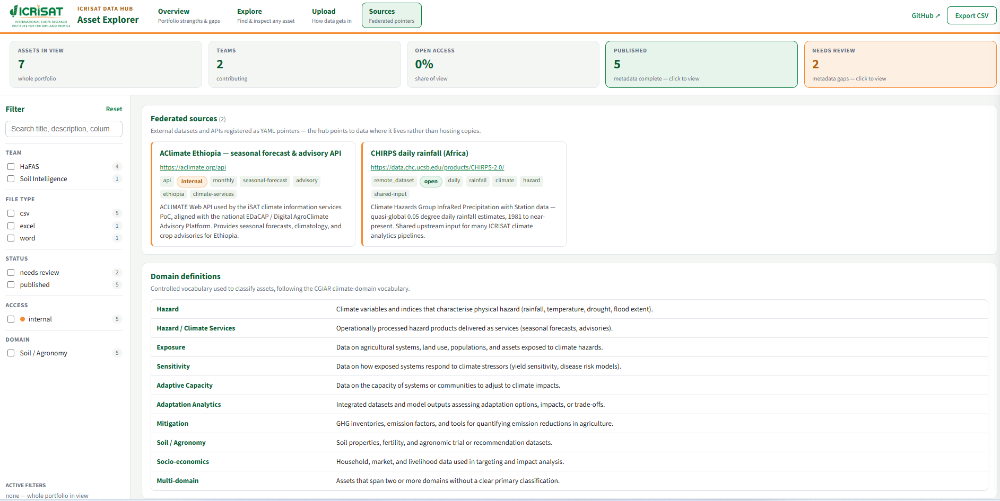 ICRISAT
INTERNATIONAL CROPS RESEARCH
INSTITUTE FOR THE SEMI-ARID TROPICS
ICRISAT DATA HUB
Asset Explorer
Overview
Portfolio strengths & gaps
Explore
Find & inspect any asset
Upload
How data gets in
Sources
Federated pointers
GitHub ↗
Export CSV
ASSETS IN VIEW
7
whole portfolio
TEAMS
2
contributing
OPEN ACCESS
0%
share of view
PUBLISHED
5
metadata complete — click to view
NEEDS REVIEW
2
metadata gaps — click to view
Filter
Reset
Search title, description, colum
TEAM
HaFAS 4
Soil Intelligence 1
FILE TYPE
csv 5
excel 1
word 1
STATUS
needs review 2
published 5
ACCESS
internal 5
DOMAIN
Soil / Agronomy 5
ACTIVE FILTERS
none — whole portfolio in view
Federated sources (2)
External datasets and APIs registered as YAML pointers — the hub points to data where it lives rather than hosting copies.
AClimate Ethiopia — seasonal forecast & advisory API
https://aclimate.org/api
api internal monthly seasonal-forecast advisory
ethiopia climate-services
ACLIMATE Web API used by the iSAT climate information services
PoC, aligned with the national EDaCAP / Digital AgroClimate
Advisory Platform. Provides seasonal forecasts, climatology, and
crop advisories for Ethiopia.
CHIRPS daily rainfall (Africa)
https://data.chc.ucsb.edu/products/CHIRPS-2.0/
remote_dataset open daily rainfall climate hazard
shared-input
Climate Hazards Group InfraRed Precipitation with Station data —
quasi-global 0.05 degree daily rainfall estimates, 1981 to near-
present. Shared upstream input for many ICRISAT climate
analytics pipelines.
Domain definitions
Controlled vocabulary used to classify assets, following the CGIAR climate-domain vocabulary.
Hazard Climate variables and indices that characterise physical hazard (rainfall, temperature, drought, flood extent).
Hazard / Climate Services Operationally processed hazard products delivered as services (seasonal forecasts, advisories).
Exposure Data on agricultural systems, land use, populations, and assets exposed to climate hazards.
Sensitivity Data on how exposed systems respond to climate stressors (yield sensitivity, disease risk models).
Adaptive Capacity Data on the capacity of systems or communities to adjust to climate impacts.
Adaptation Analytics Integrated datasets and model outputs assessing adaptation options, impacts, or trade-offs.
Mitigation GHG inventories, emission factors, and tools for quantifying emission reductions in agriculture.
Soil / Agronomy Soil properties, fertility, and agronomic trial or recommendation datasets.
Socio-economics Household, market, and livelihood data used in targeting and impact analysis.
Multi-domain Assets that span two or more domains without a clear primary classification.